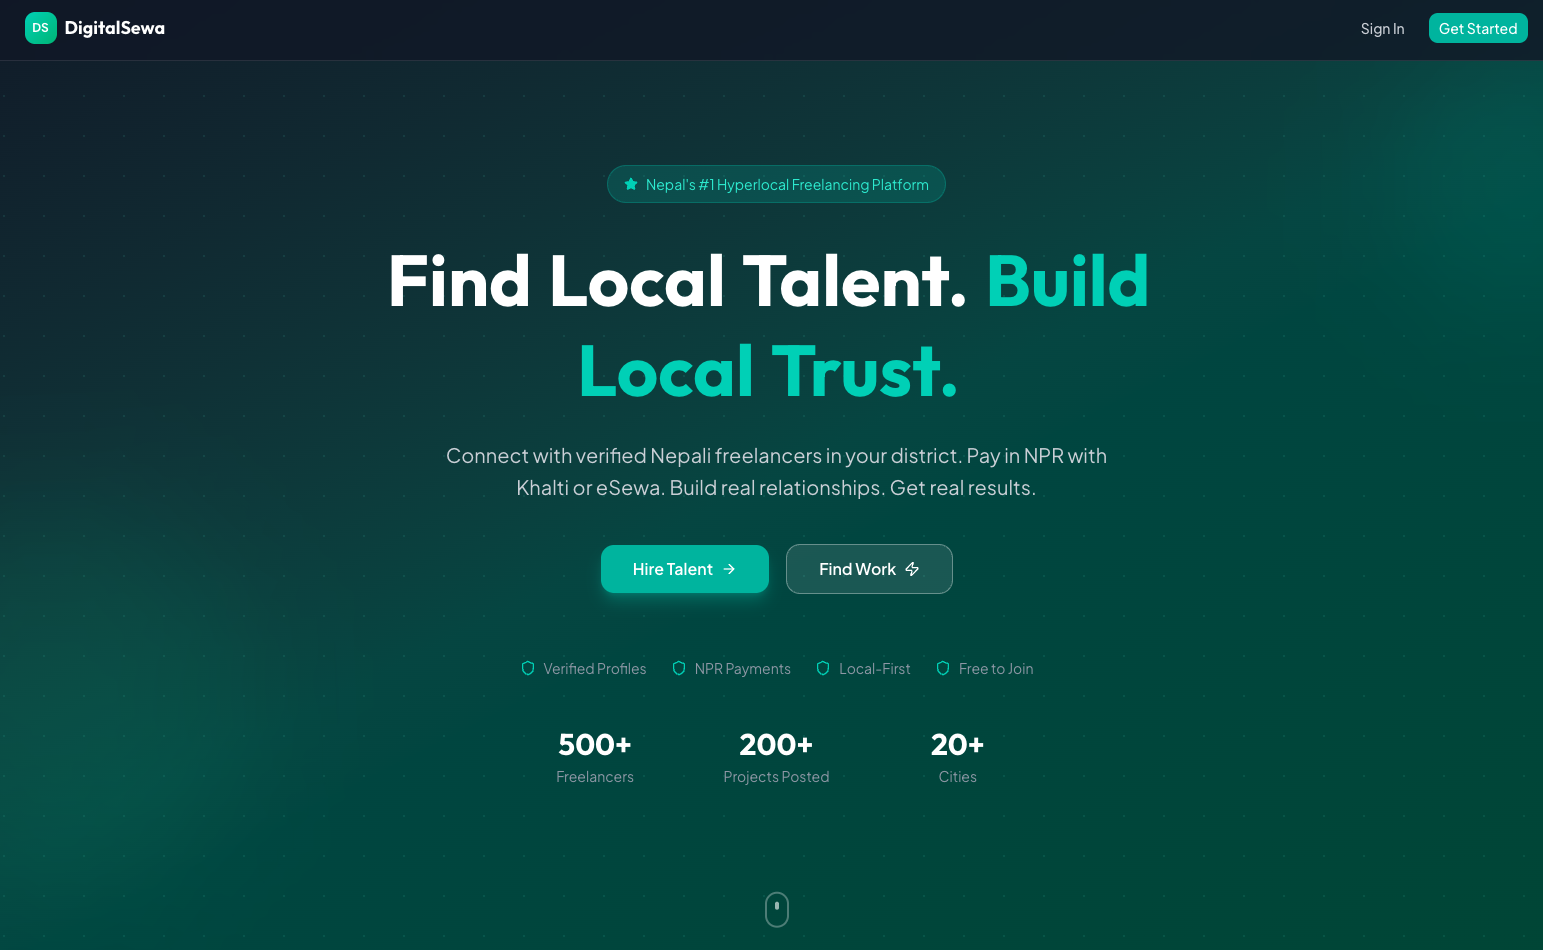 DS DigitalSewa
Sign In
Get Started
Nepal's #1 Hyperlocal Freelancing Platform
Find Local Talent. Build
Local Trust.
Connect with verified Nepali freelancers in your district. Pay in NPR with
Khalti or eSewa. Build real relationships. Get real results.
Hire Talent
Find Work
Verified Profiles
NPR Payments
Local-First
Free to Join
500+
Freelancers
200+
Projects Posted
20+
Cities